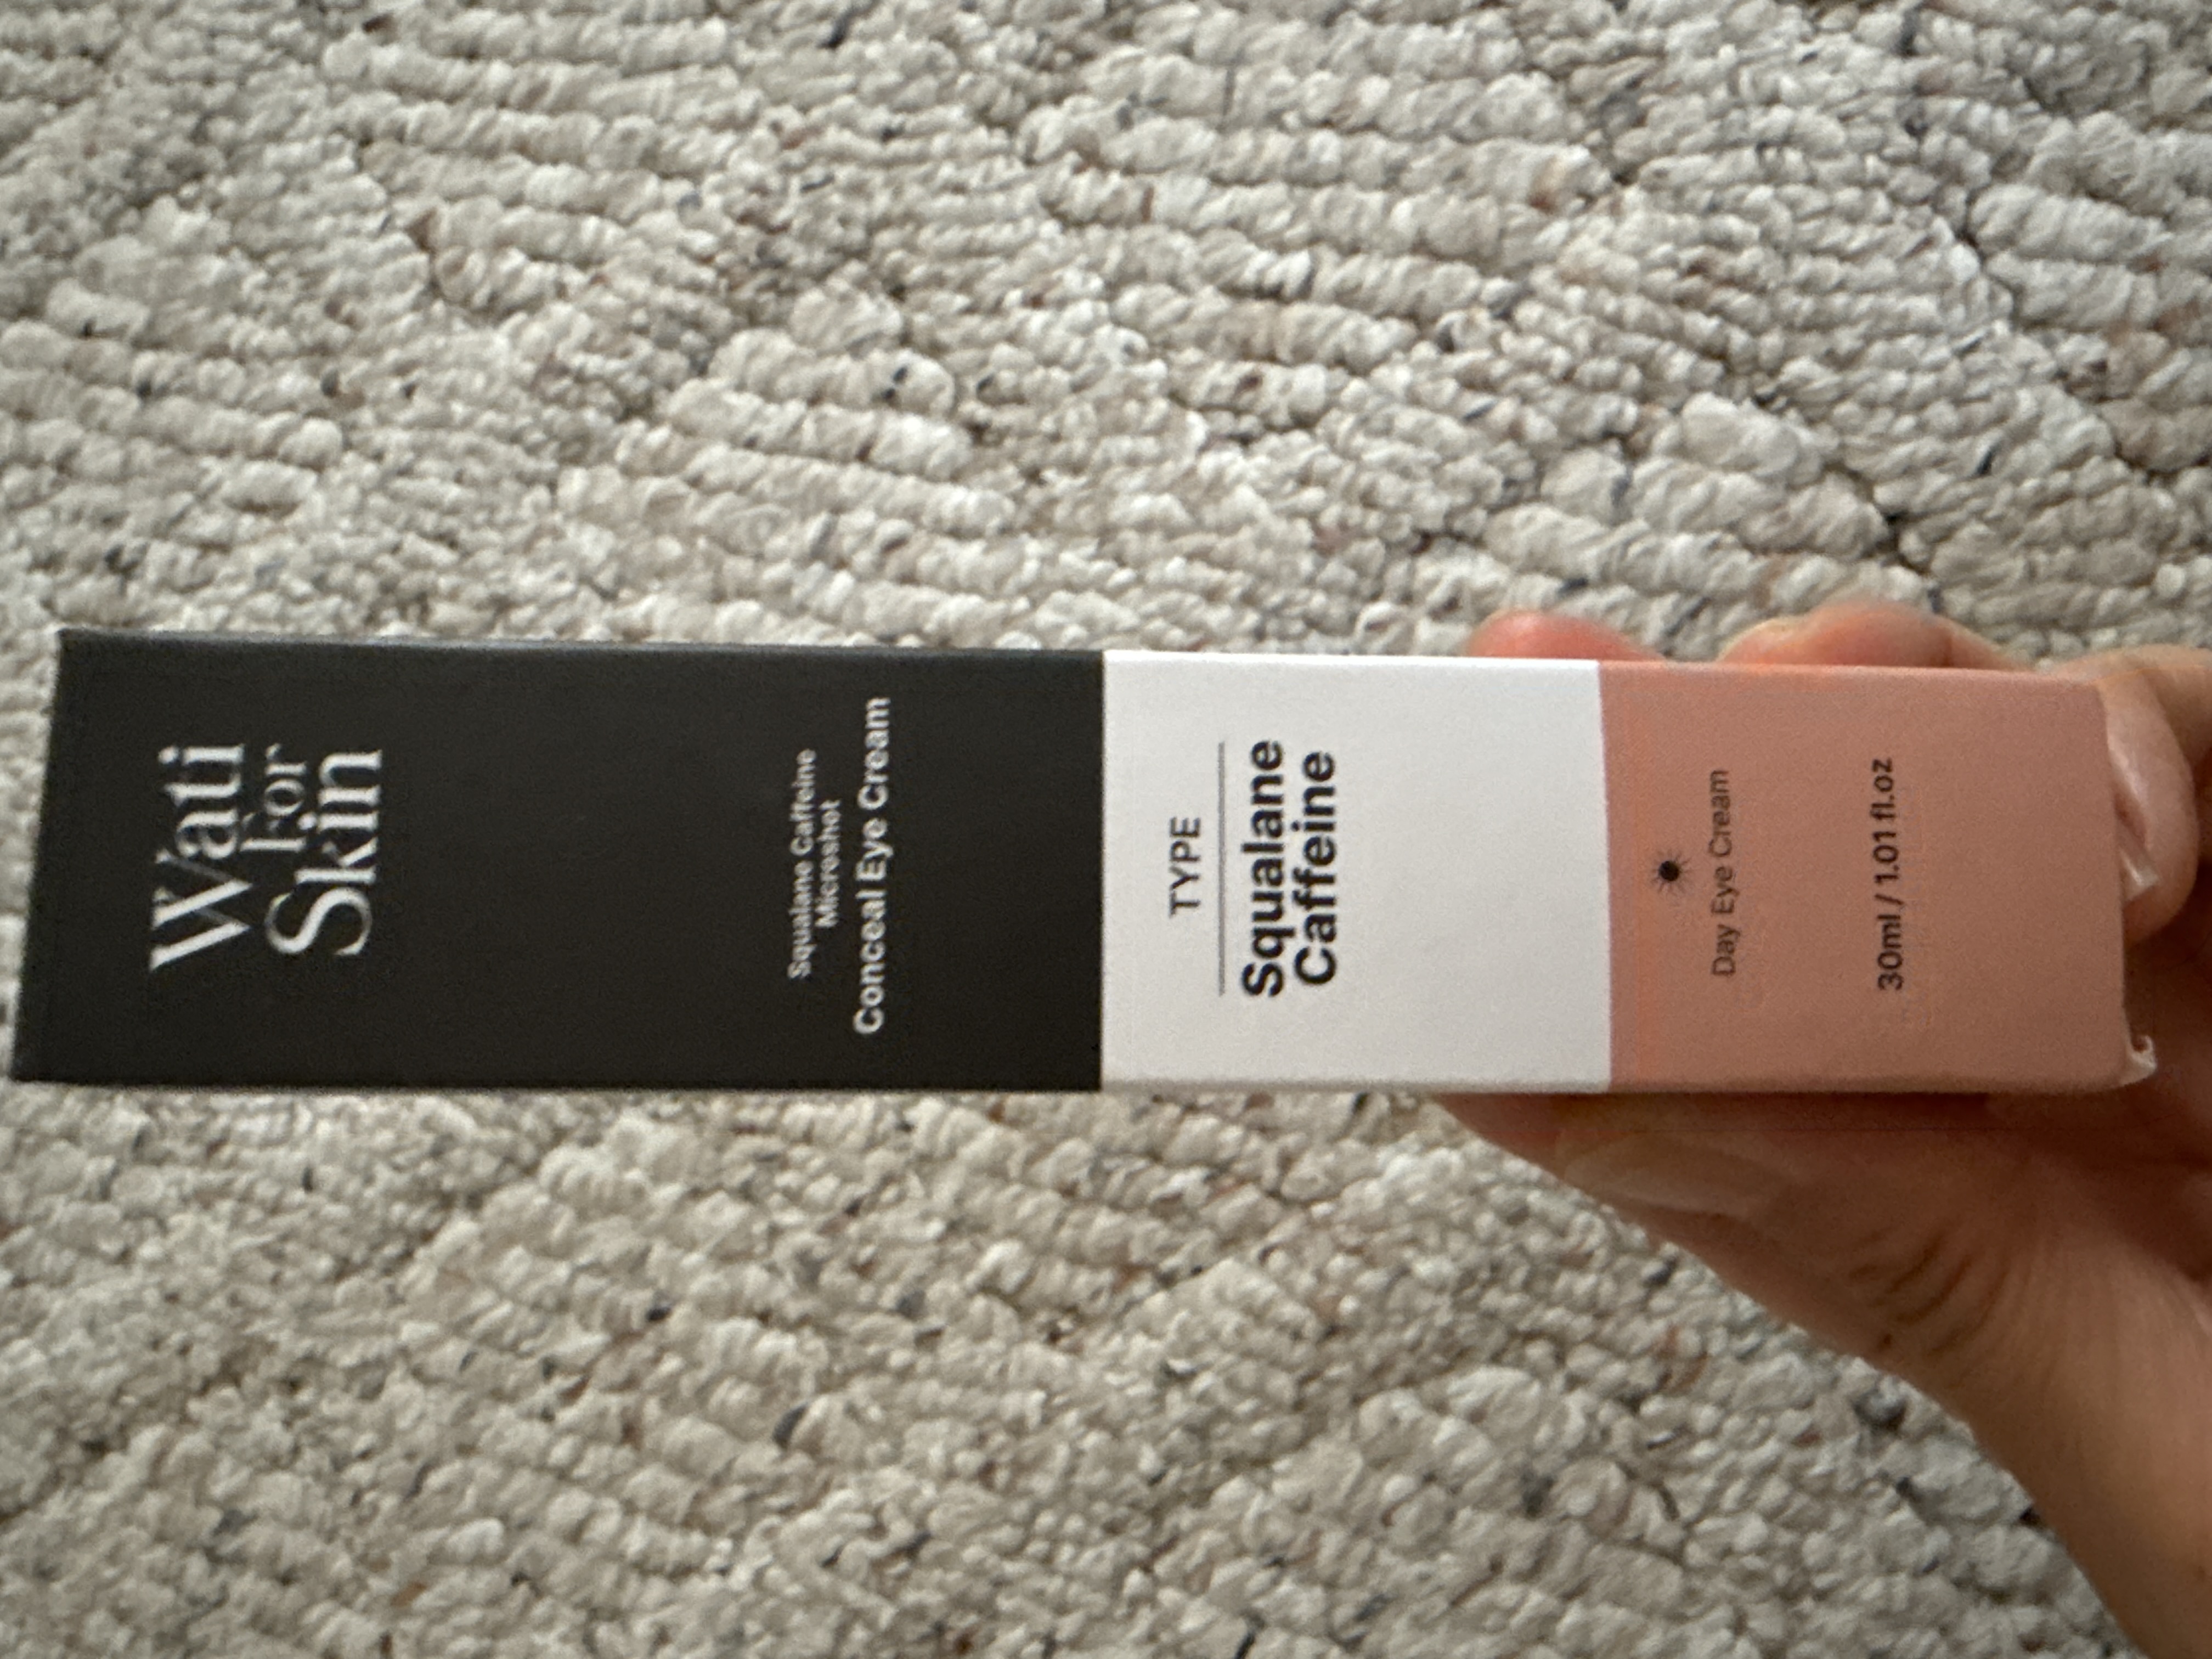 Wati
For
Skin
Squalane Caffeine
Microshot
Conceal Eye Cream
TYPE
Squalane
Caffeine
Day Eye Cream
30ml / 1.01 fl.oz